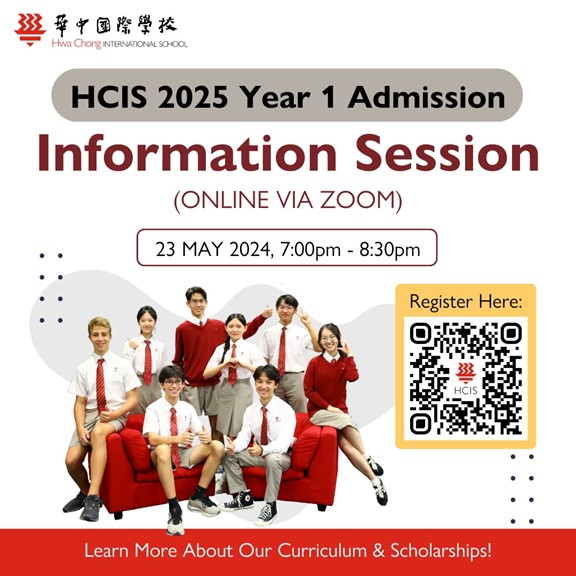 華中國際學校
Hwa Chong INTERNATIONAL SCHOOL
HCIS 2025 Year 1 Admission
Information Session
(ONLINE VIA ZOOM)
23 MAY 2024, 7:00pm - 8:30pm
Register Here:
HCIS
Learn More About Our Curriculum & Scholarships!